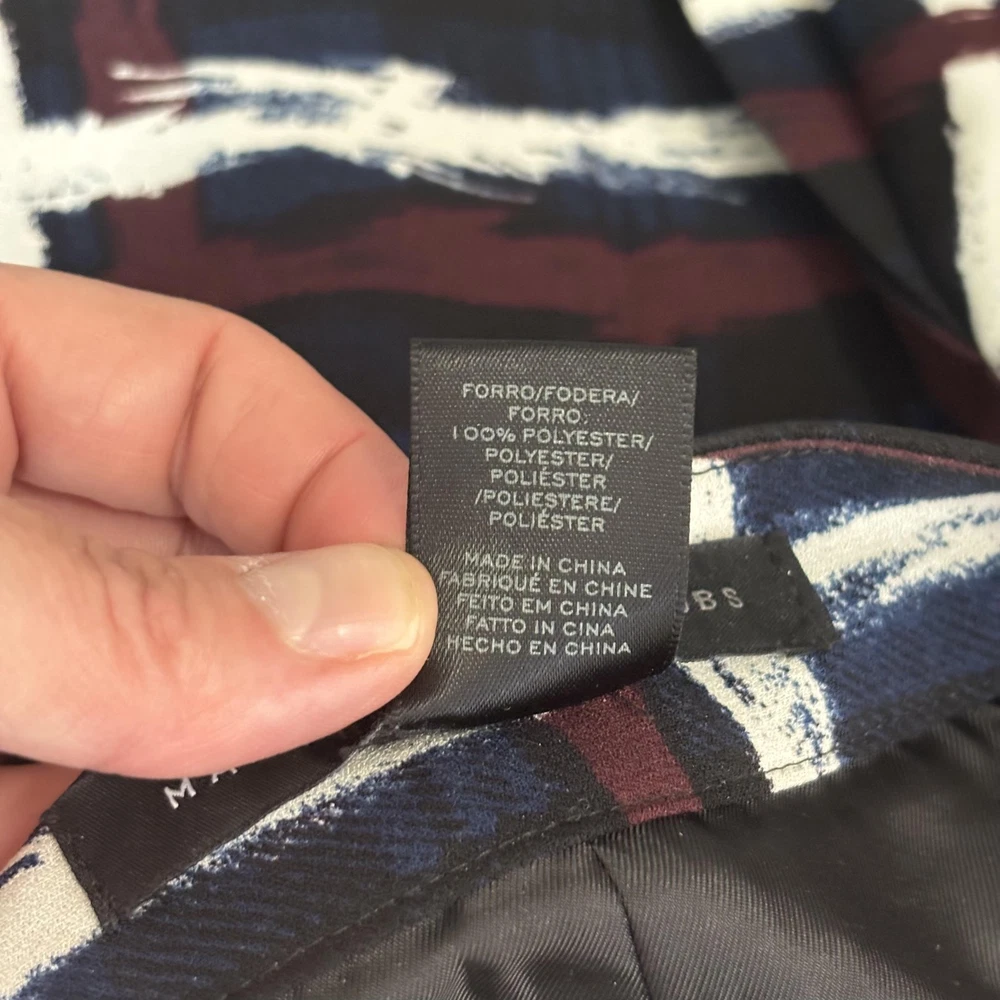 FORRO/FODERA/
FORRO:
100% POLYESTER/
POLYESTER/
POLIÉSTER
/POLIESTERE/
POLIÉSTER
MADE IN CHINA
FABRIQUÉ EN CHINE
FEITO EM CHINA
FATTO IN CINA
HECHO EN CHINA